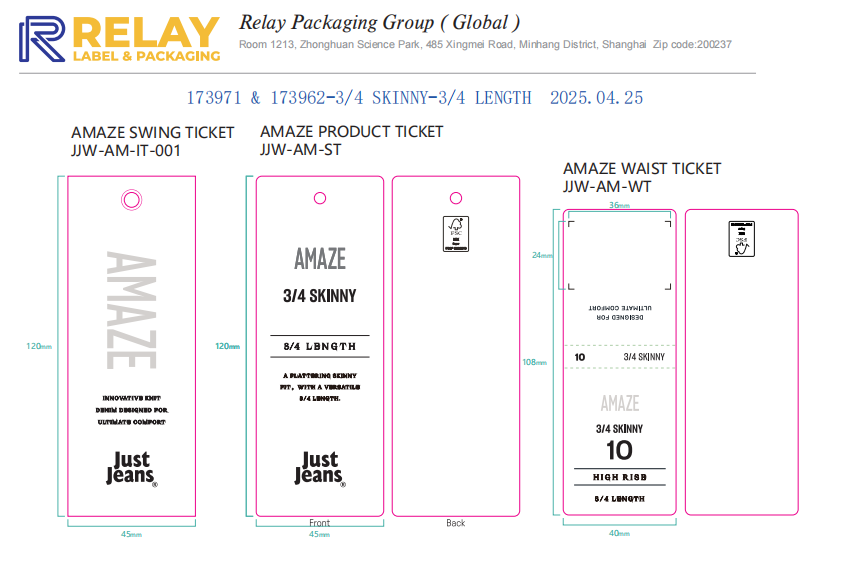 RELAY
LABEL & PACKAGING
Relay Packaging Group ( Global )
Room 1213, Zhonghuan Science Park, 485 Xingmei Road, Minhang District, Shanghai Zip code:200237
173971 & 173962-3/4 SKINNY-3/4 LENGTH 2025.04.25
AMAZE SWING TICKET
JJW-AM-IT-001
120mm
AMAZE
INNOVATIVE KNIT
DENIM DESIGNED FOR
ULTIMATE COMFORT
Just
Jeans®
45mm
AMAZE PRODUCT TICKET
JJW-AM-ST
120mm
AMAZE
3/4 SKINNY
3/4 LENGTH
A FLATTERING SKINNY
FIT, WITH A VERSATILE
3/4 LENGTH.
Just
Jeans®
Front
45mm
FSC
Back
AMAZE WAIST TICKET
JJW-AM-WT
36mm
24mm
108mm
DESIGNED FOR
ULTIMATE COMFORT
10 3/4 SKINNY
AMAZE
3/4 SKINNY
10
HIGH RISE
3/4 LENGTH
40mm
FSC